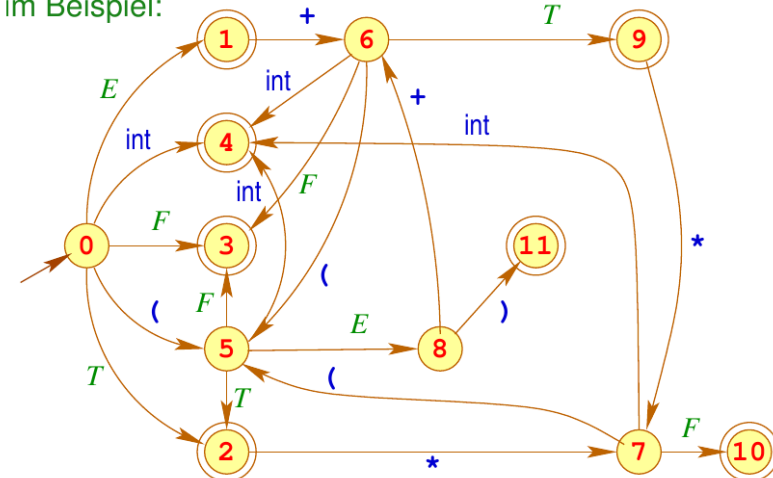 im Beispiel:
1 + 6 T 9
E int +
int 4 int
int F
0 F 3 11 *
( F ( )
5 E 8
T T (
2 * 7 F 10